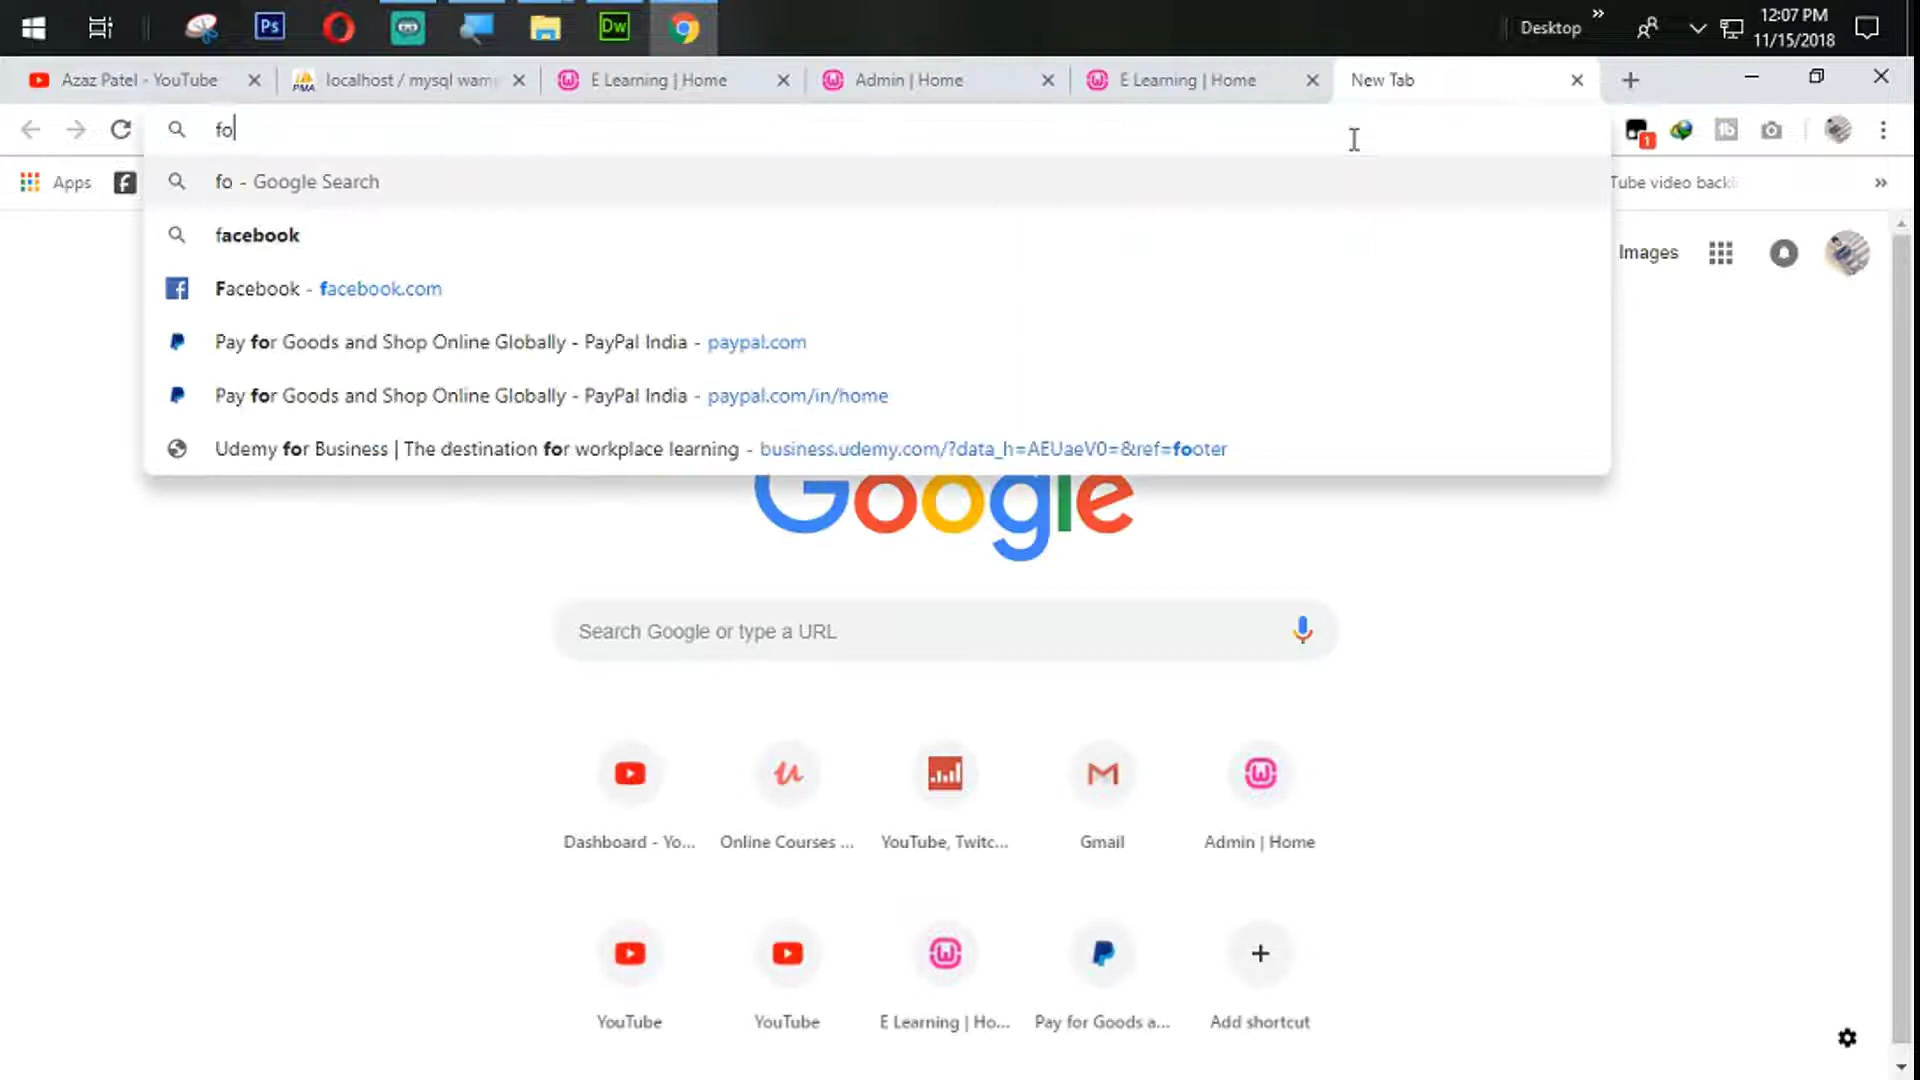 Ps
Dw
Desktop
»
12:07 PM
11/15/2018
Azaz Patel - YouTube
PMA
localhost / mysql wam
E Learning | Home
Admin | Home
E Learning | Home
New Tab
fo
1
Apps
fo - Google Search
Tube video backl
»
facebook
Images
Facebook - facebook.com
Pay for Goods and Shop Online Globally - PayPal India - paypal.com
Pay for Goods and Shop Online Globally - PayPal India - paypal.com/in/home
Udemy for Business | The destination for workplace learning - business.udemy.com/?data_h=AEUaeV0=&ref=footer
Google
Search Google or type a URL
Dashboard - Yo...
Online Courses ...
YouTube, Twitc...
Gmail
Admin | Home
YouTube
YouTube
E Learning | Ho...
Pay for Goods a...
Add shortcut